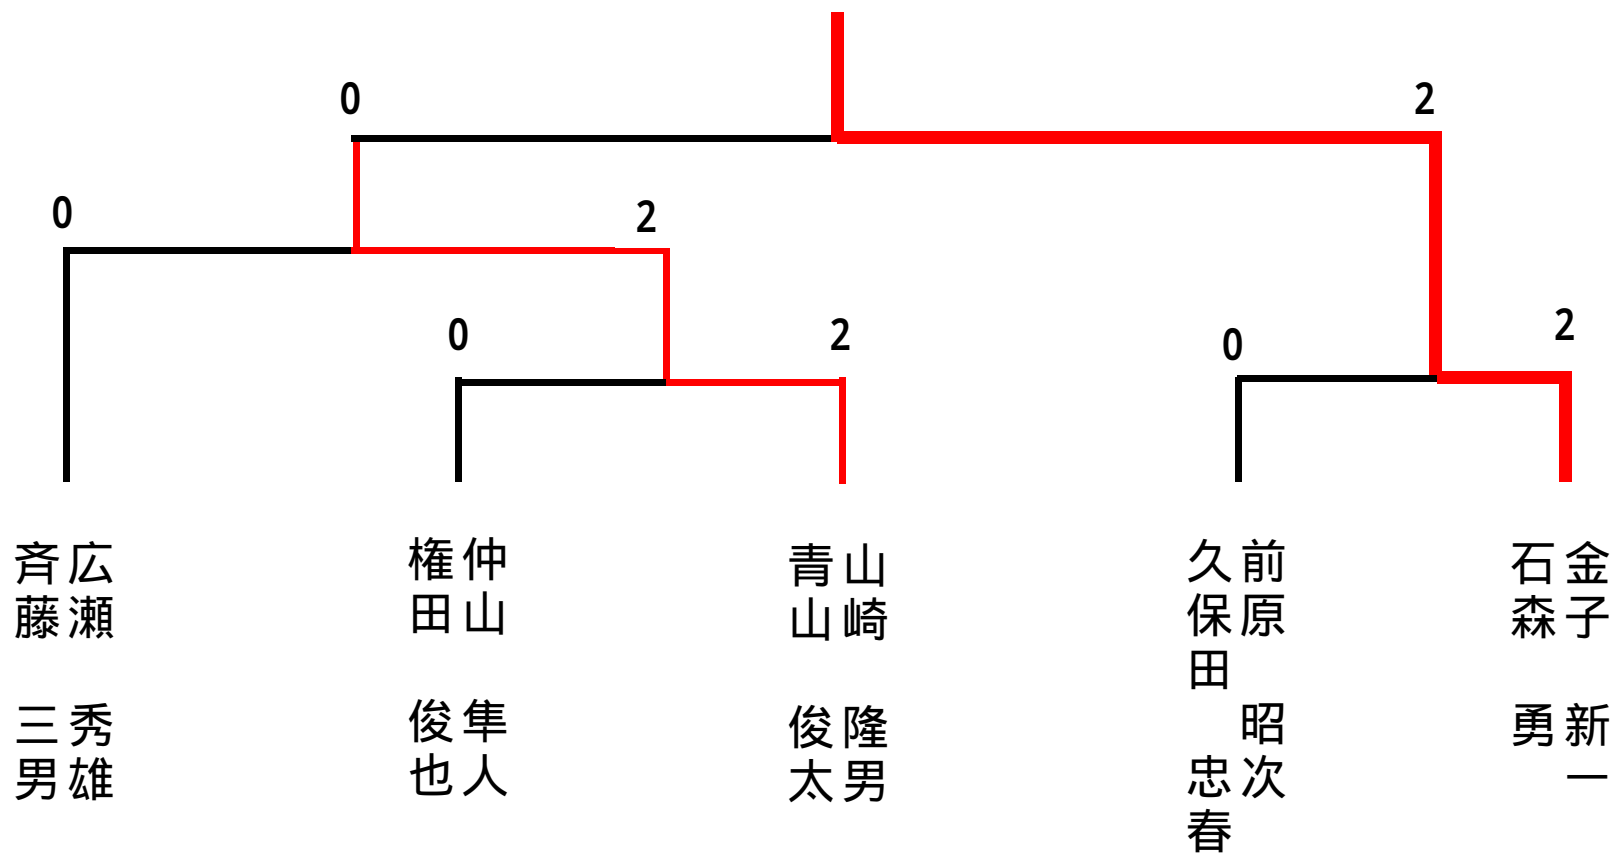 0
2
0
2
0
2
0
2
広瀬 秀雄
斉藤 三男
仲山 隼人
権田 俊也
山崎 隆男
青山 俊太
前原 昭次
久保田 忠春
金子 新一
石森 勇